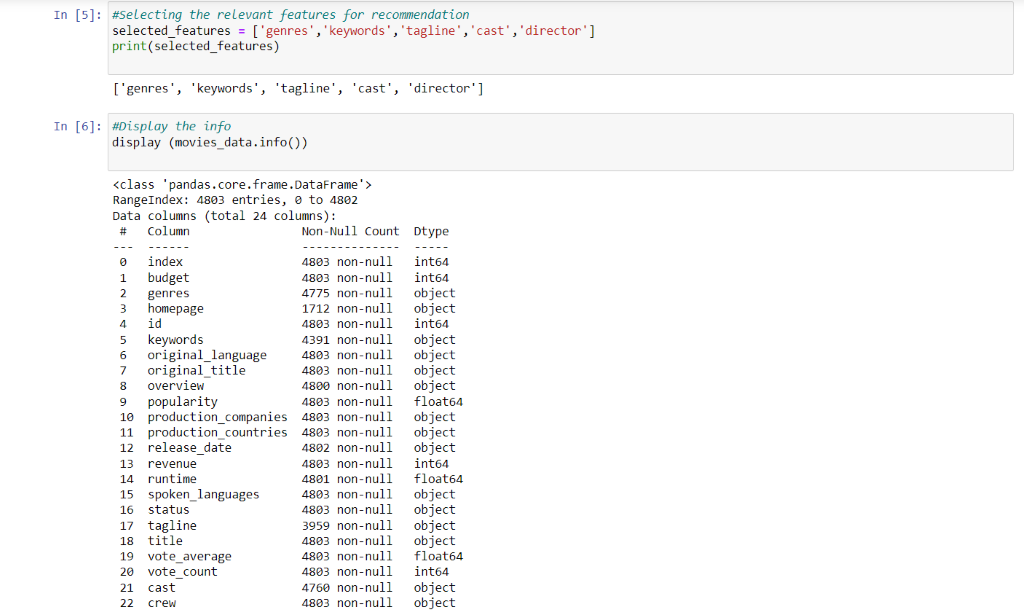 In [5]: #Selecting the relevant features for recommendation
selected_features = ['genres','keywords','tagline','cast','director']
print(selected_features)
['genres', 'keywords', 'tagline', 'cast', 'director']
In [6]: #Display the info
display (movies_data.info())
<class 'pandas.core.frame.DataFrame'>
RangeIndex: 4803 entries, 0 to 4802
Data columns (total 24 columns):
 #   Column                Non-Null Count  Dtype
---  ------                --------------  -----
 0   index                 4803 non-null   int64
 1   budget                4803 non-null   int64
 2   genres                4775 non-null   object
 3   homepage              1712 non-null   object
 4   id                    4803 non-null   int64
 5   keywords              4391 non-null   object
 6   original_language     4803 non-null   object
 7   original_title        4803 non-null   object
 8   overview              4800 non-null   object
 9   popularity            4803 non-null   float64
 10  production_companies  4803 non-null   object
 11  production_countries  4803 non-null   object
 12  release_date          4802 non-null   object
 13  revenue               4803 non-null   int64
 14  runtime               4801 non-null   float64
 15  spoken_languages      4803 non-null   object
 16  status                4803 non-null   object
 17  tagline               3959 non-null   object
 18  title                 4803 non-null   object
 19  vote_average          4803 non-null   float64
 20  vote_count            4803 non-null   int64
 21  cast                  4760 non-null   object
 22  crew                  4803 non-null   object